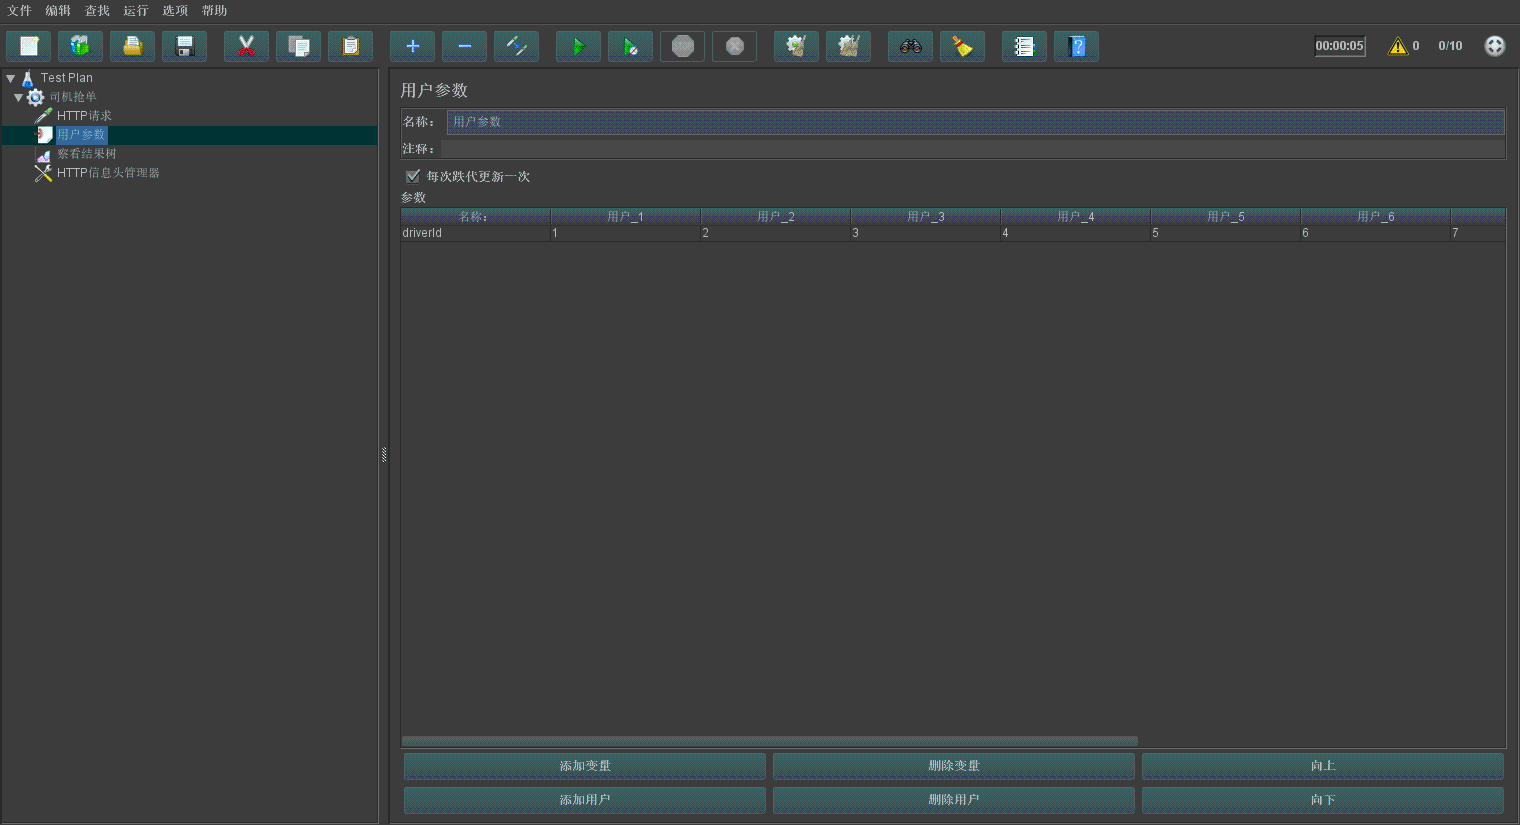 文件 编辑 查找 运行 选项 帮助
00:00:05 0 0/10
Test Plan
司机抢单
HTTP请求
用户参数
察看结果树
HTTP信息头管理器
用户参数
名称： 用户参数
注释：
每次跌代更新一次
参数
名称： 用户_1 用户_2 用户_3 用户_4 用户_5 用户_6
driverId 1 2 3 4 5 6 7
添加变量 删除变量 向上
添加用户 删除用户 向下